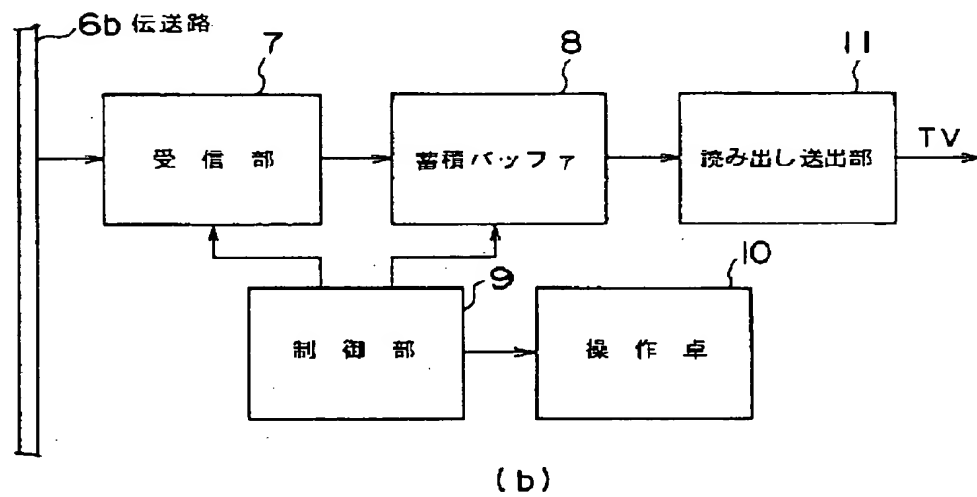 6b 伝送路
7
8
11
受信部
蓄積バッファ
読み出し送出部
TV
9
10
制御部
操作卓
(b)